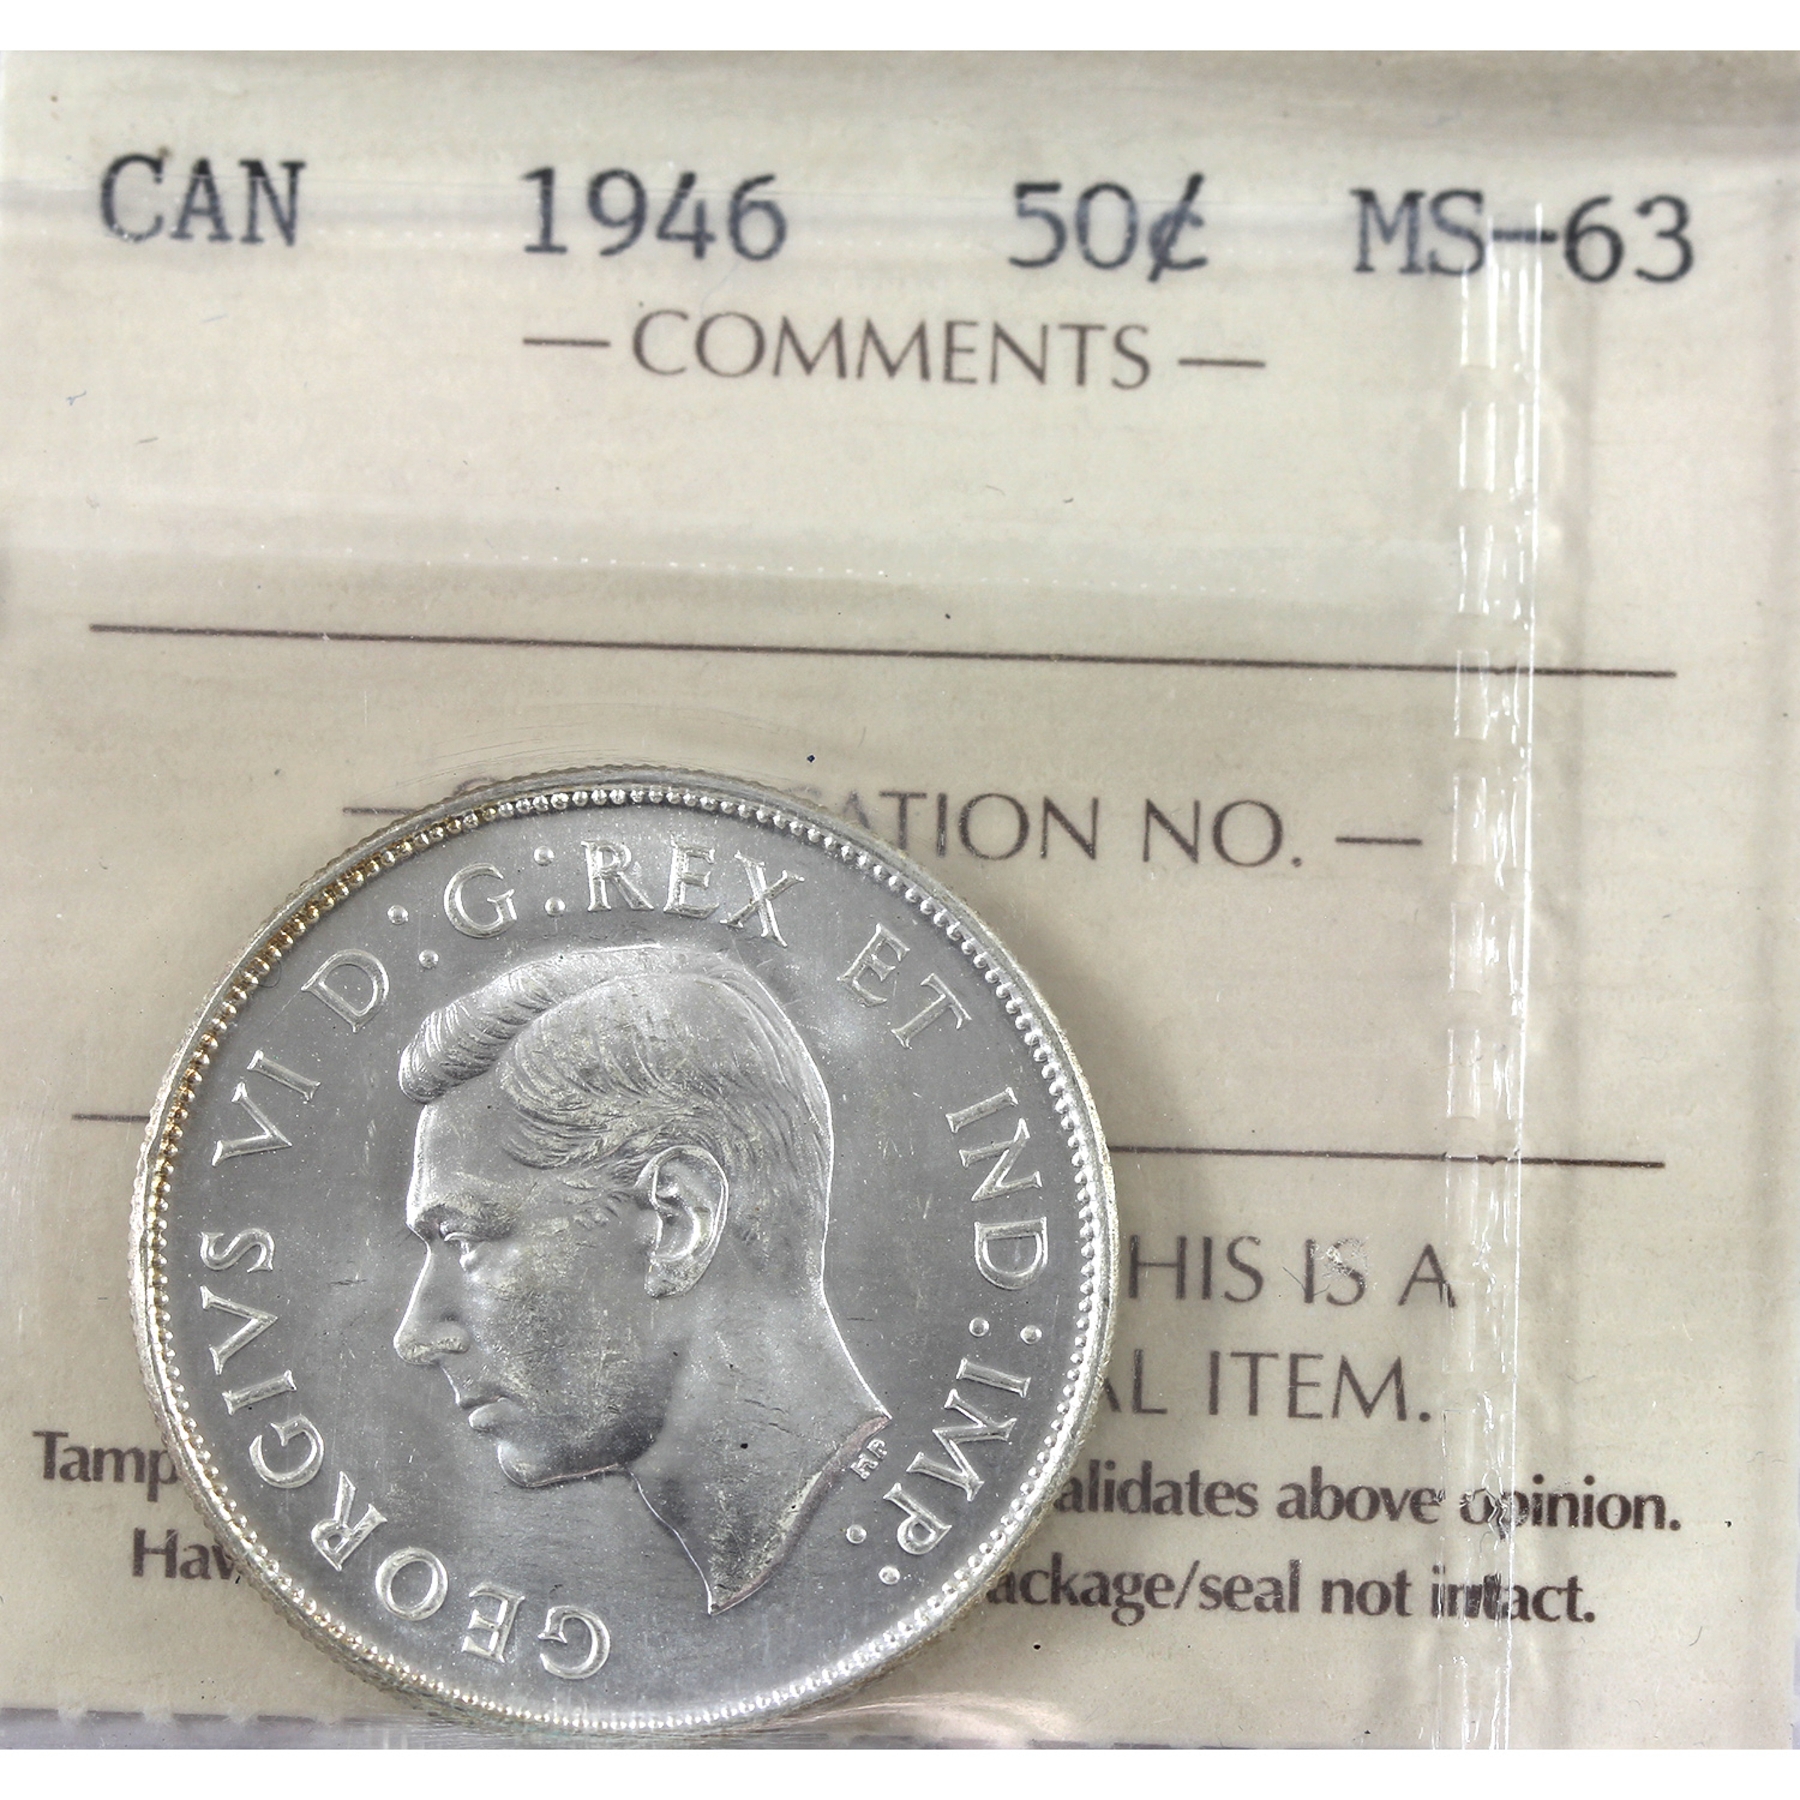 CAN 1946 50¢ MS-63
— COMMENTS —
ATION NO. —
HIS IS A
L ITEM.
Tamp alidates above opinion.
Hav ackage/seal not intact.
GEORGIVS VI D:G:REX ET IND:IMP:
HP